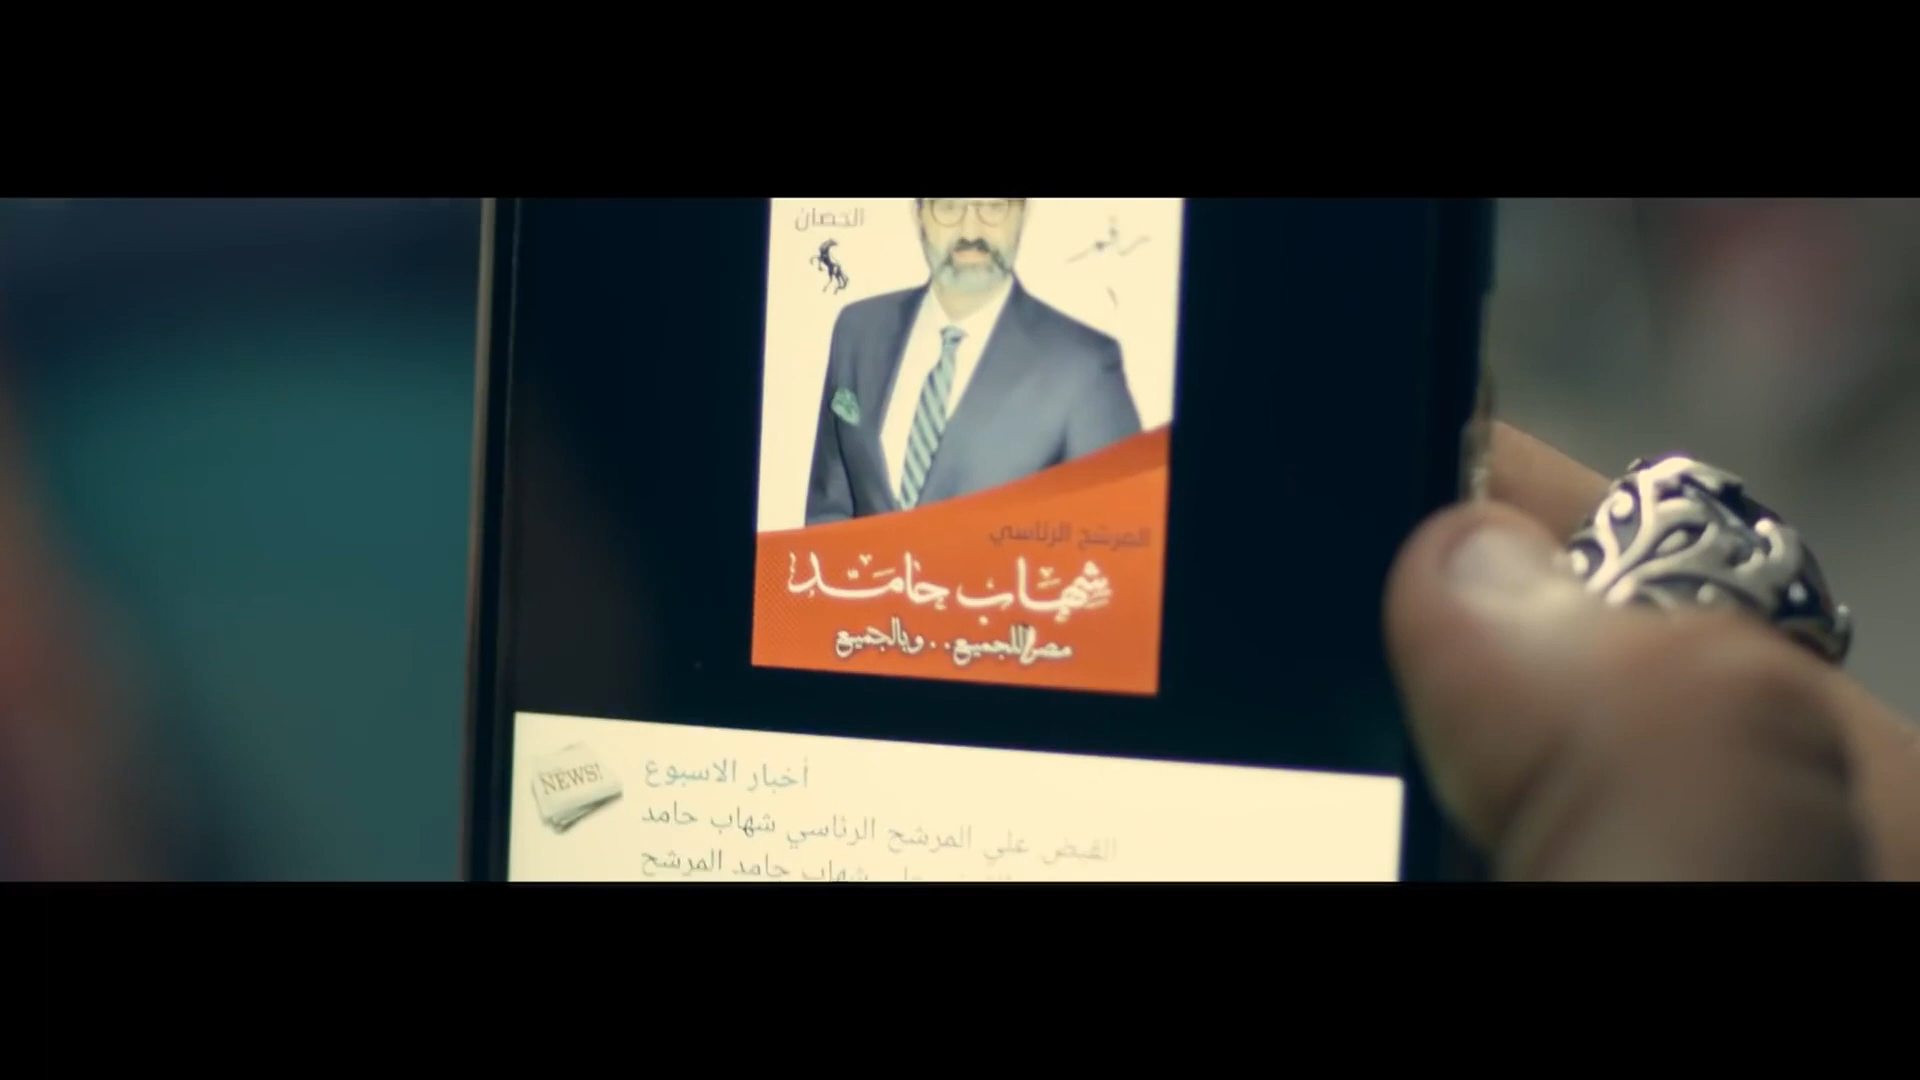 الحصان
رقم
١
المرشح الرئاسي
شهاب حامد
مصر للجميع .. وبالجميع
NEWS!
أخبار الاسبوع
القبض علي المرشح الرئاسي شهاب حامد
شهاب حامد المرشح